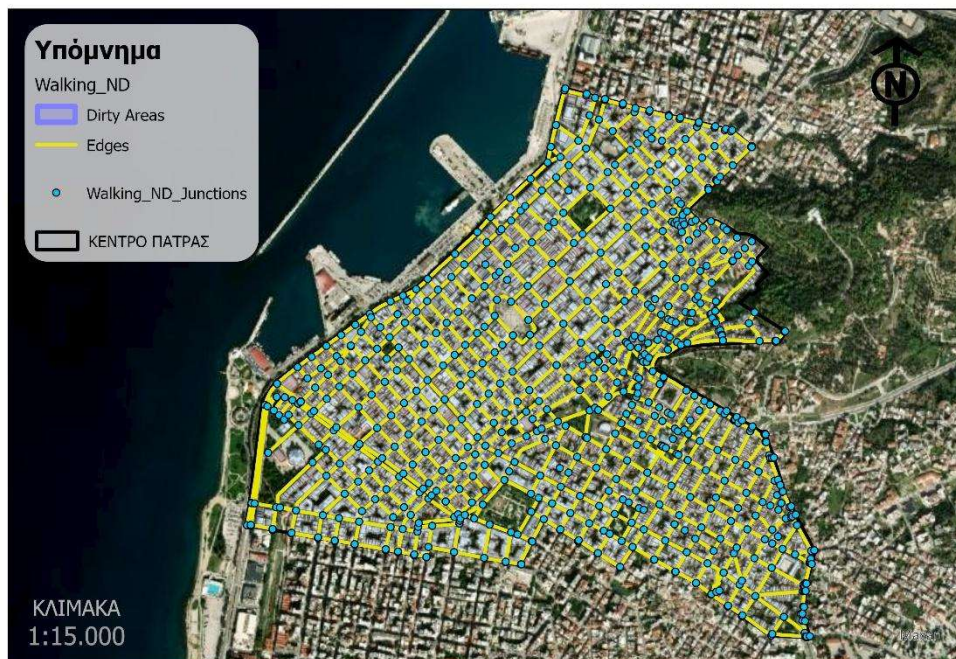 Υπόμνημα
Walking_ND
Dirty Areas
Edges
Walking_ND_Junctions
ΚΕΝΤΡΟ ΠΑΤΡΑΣ
N
ΚΛΙΜΑΚΑ
1:15.000